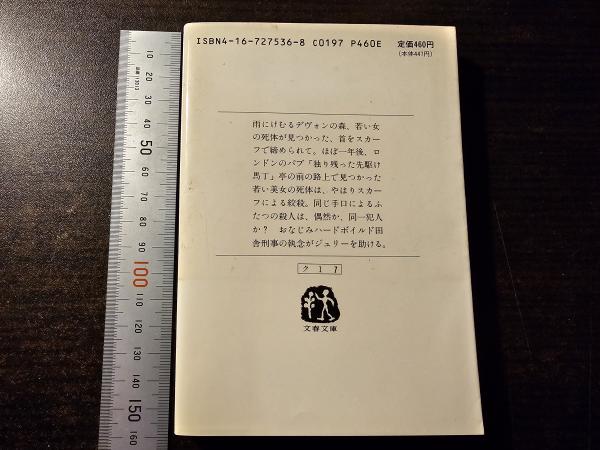 ISBN4-16-727536-8 C0197 P460E
定価460円
(本体447円)
雨にけむるデヴォンの森、若い女
の死体が見つかった、首をスカー
フで締められて。ほぼ一年後、ロ
ンドンのパブ「独り残った先駆け
馬丁」亭の前の路上で見つかった
若い美女の死体は、やはりスカー
フによる絞殺。同じ手口によるふ
たつの殺人は、偶然か、同一犯人
か? おなじみハードボイルド田
舎刑事の執念がジュリーを助ける。
ク 1 7
文春文庫
10
20
30
40
50
60
70
80
90
100
110
120
130
140
150
160